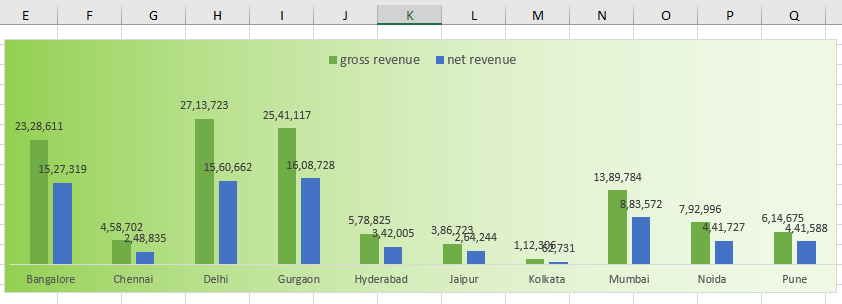 E F G H I J K L M N O P Q
gross revenue net revenue
27,13,723
25,41,117
23,28,611
15,27,319 15,60,662 16,08,728
13,89,784
8,83,572
7,92,996
6,14,675
5,78,825
4,58,702 3,86,723 4,41,727 4,41,588
2,48,835 3,42,005 2,64,244
1,12,306 62,731
Bangalore Chennai Delhi Gurgaon Hyderabad Jaipur Kolkata Mumbai Noida Pune